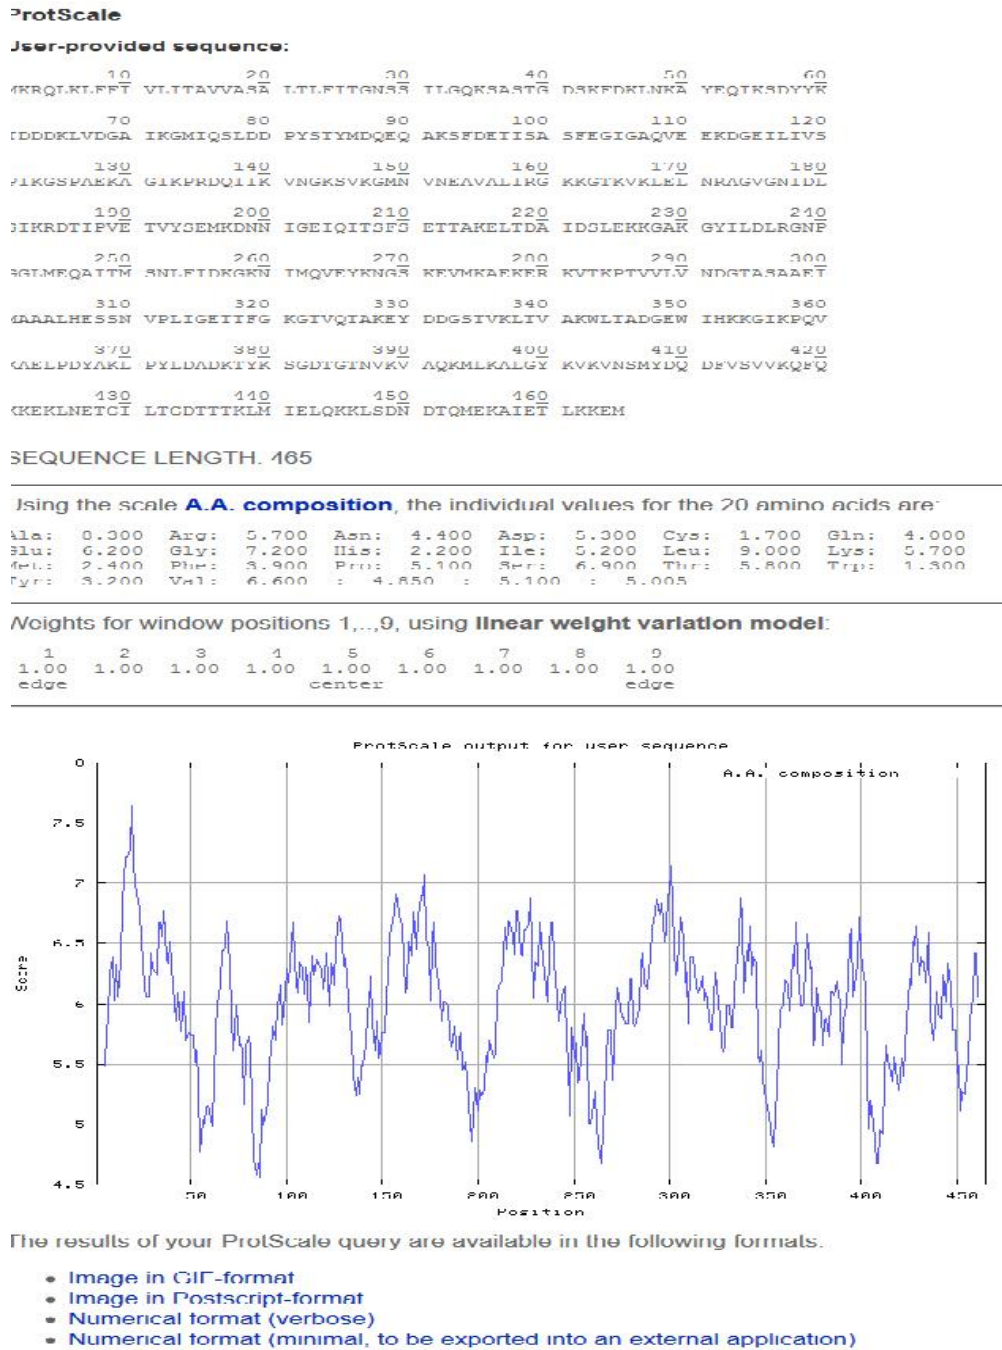 ProtScale
User-provided sequence:
10 20 30 40 50 60
MKRQLKLFFI VLITAVVASA LTLFITGNSS ILGQKSASTG DSKFDKLNKA YEQIKSDYYK
70 80 90 100 110 120
IDDDKLVDGA IKGMIQSLDD PYSTYMDQEQ AKSFDETISA SFEGIGAQVE EKDGEILIVS
130 140 150 160 170 180
PIKGSPAEKA GIKPRDQIIK VNGKSVKGMN VNEAVALIRG KKGTKVKLEL NRAGVGNIDL
190 200 210 220 230 240
SIKRDTIPVE TVYSEMKDNN IGEIQITSFS ETTAKELTDA IDSLEKKGAK GYILDLRGNP
250 260 270 280 290 300
GGLMEQAITM SNLFIDKGKN IMQVEYKNGS KEVMKAEKER KVTKPTVVLV NDGTASAAEI
310 320 330 340 350 360
MAAALHESSN VPLIGETTFG KGTVQTAKEY DDGSTVKLTV AKWLTADGEW IHKKGIKPQV
370 380 390 400 410 420
KAELPDYAKL PYLDADKTYK SGDTGTNVKV AQKMLKALGY KVKVNSMYDQ DFVSVVKQFQ
430 440 450 460
KKEKLNETGI LTGDTTTKLM IELQKKLSDN DTQMEKAIET LKKEM
SEQUENCE LENGTH: 465
Using the scale A.A. composition, the individual values for the 20 amino acids are:
Ala: 8.300 Arg: 5.700 Asn: 4.400 Asp: 5.300 Cys: 1.700 Gln: 4.000
Glu: 6.200 Gly: 7.200 His: 2.200 Ile: 5.200 Leu: 9.000 Lys: 5.700
Met: 2.400 Phe: 3.900 Pro: 5.100 Ser: 6.900 Thr: 5.800 Trp: 1.300
Tyr: 3.200 Val: 6.600 : 4.850 : 5.100 : 5.005
Weights for window positions 1,..,9, using linear weight variation model:
1 2 3 4 5 6 7 8 9
1.00 1.00 1.00 1.00 1.00 1.00 1.00 1.00 1.00
edge center edge
ProtScale output for user sequence
A.A. composition
8
7.5
7
6.5
6
5.5
5
4.5
Score
50 100 150 200 250 300 350 400 450
Position
The results of your ProtScale query are available in the following formats:
Image in GIF-format
Image in Postscript-format
Numerical format (verbose)
Numerical format (minimal, to be exported into an external application)